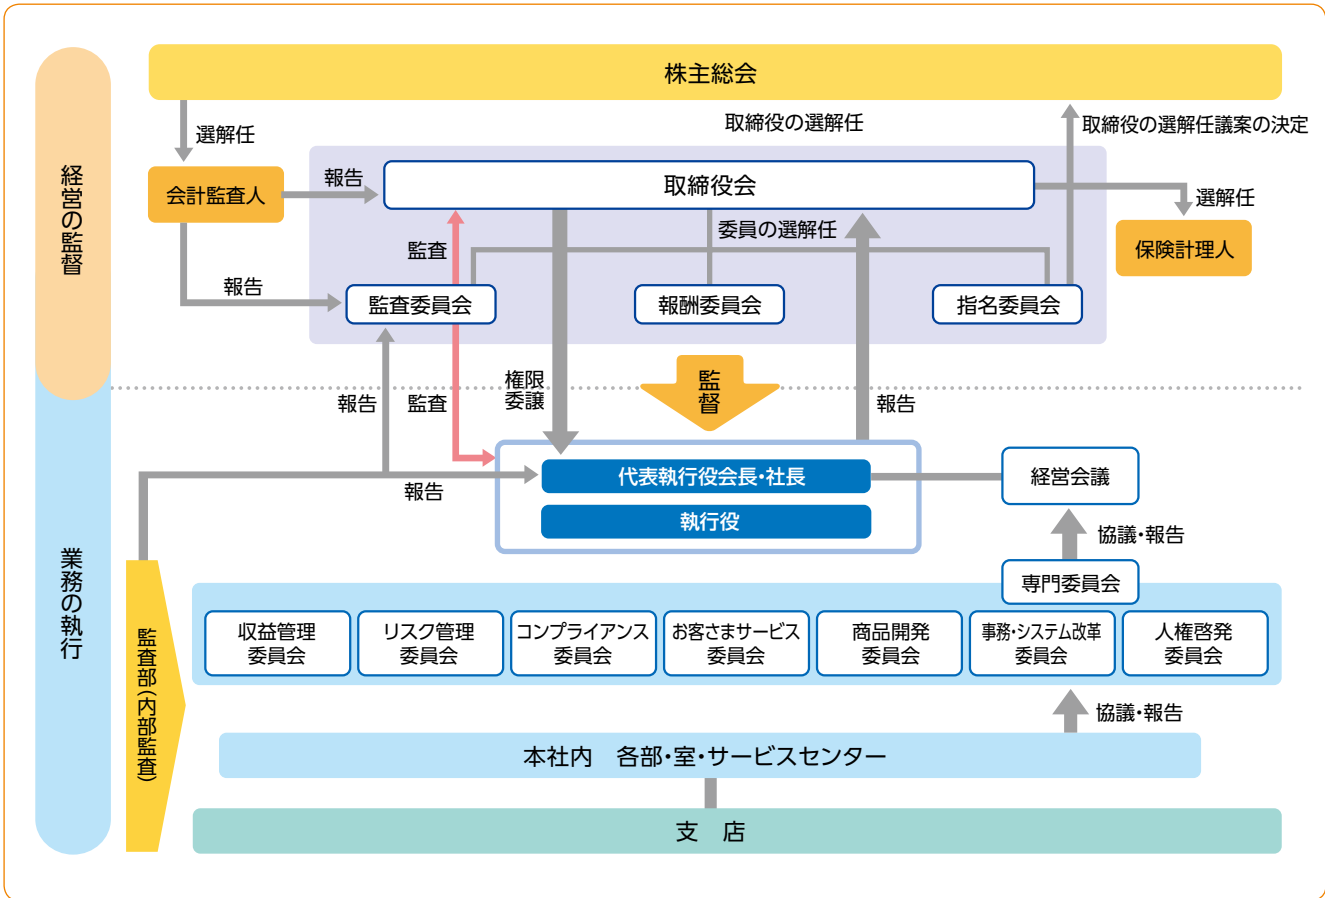 株主総会
選解任
取締役の選解任
取締役の選解任議案の決定
経営の監督
会計監査人
報告
取締役会
選解任
保険計理人
監査
委員の選解任
報告
監査委員会
報酬委員会
指名委員会
権限
委譲
監督
報告
監査
報告
報告
代表執行役会長・社長
執行役
経営会議
協議・報告
専門委員会
業務の執行
監査部(内部監査)
収益管理
委員会
リスク管理
委員会
コンプライアンス
委員会
お客さまサービス
委員会
商品開発
委員会
事務・システム改革
委員会
人権啓発
委員会
協議・報告
本社内　各部・室・サービスセンター
支　店